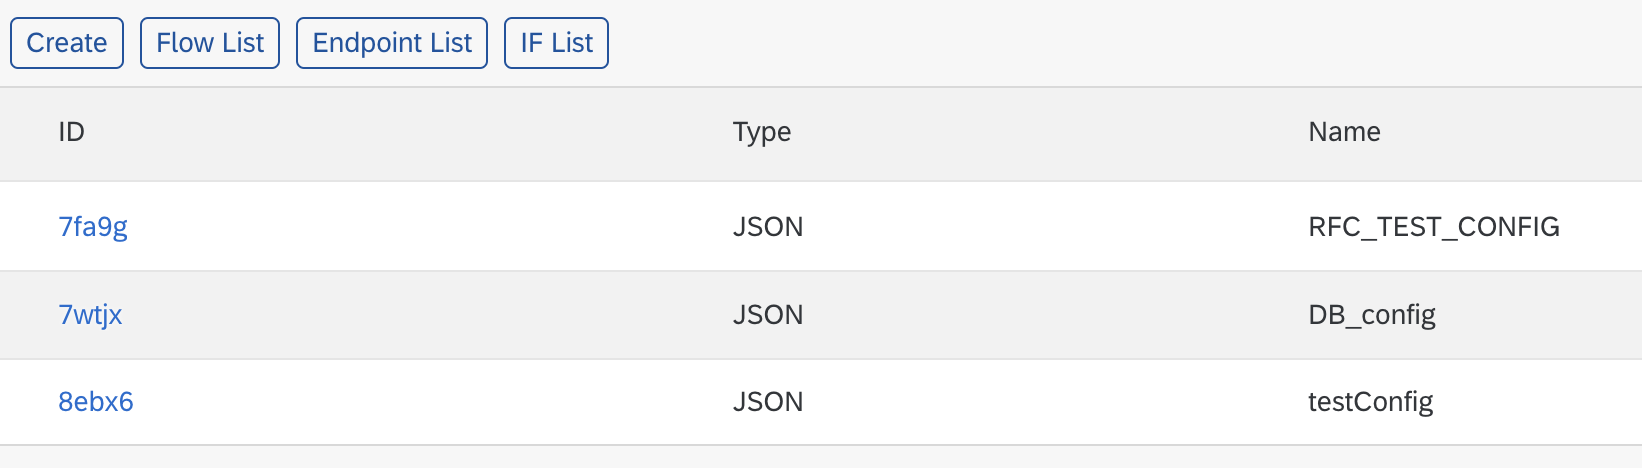 Create Flow List Endpoint List IF List
ID Type Name
7fa9g JSON RFC_TEST_CONFIG
7wtjx JSON DB_config
8ebx6 JSON testConfig